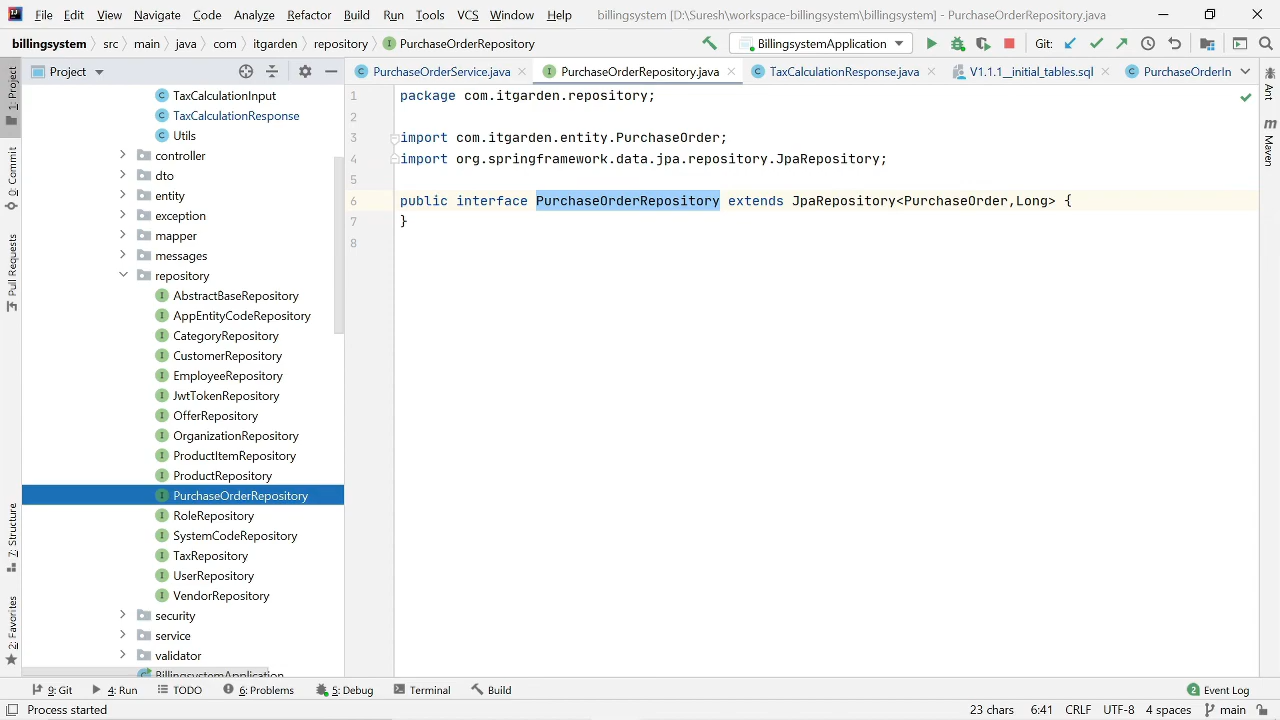 File Edit View Navigate Code Analyze Refactor Build Run Tools VCS Window Help billingsystem [D:\Suresh\workspace-billingsystem\billingsystem] - PurchaseOrderRepository.java
billingsystem src main java com itgarden repository PurchaseOrderRepository BillingsystemApplication Git:
Project PurchaseOrderService.java PurchaseOrderRepository.java TaxCalculationResponse.java V1.1.1__initial_tables.sql PurchaseOrderIn
1: Project
0: Commit
Pull Requests
7: Structure
2: Favorites
TaxCalculationInput
TaxCalculationResponse
Utils
controller
dto
entity
exception
mapper
messages
repository
AbstractBaseRepository
AppEntityCodeRepository
CategoryRepository
CustomerRepository
EmployeeRepository
JwtTokenRepository
OfferRepository
OrganizationRepository
ProductItemRepository
ProductRepository
PurchaseOrderRepository
RoleRepository
SystemCodeRepository
TaxRepository
UserRepository
VendorRepository
security
service
validator
BillingsystemApplication
1 package com.itgarden.repository;
2
3 import com.itgarden.entity.PurchaseOrder;
4 import org.springframework.data.jpa.repository.JpaRepository;
5
6 public interface PurchaseOrderRepository extends JpaRepository<PurchaseOrder,Long> {
7 }
8
Ant
m Maven
9: Git 4: Run TODO 6: Problems 5: Debug Terminal Build 2 Event Log
Process started 23 chars 6:41 CRLF UTF-8 4 spaces main